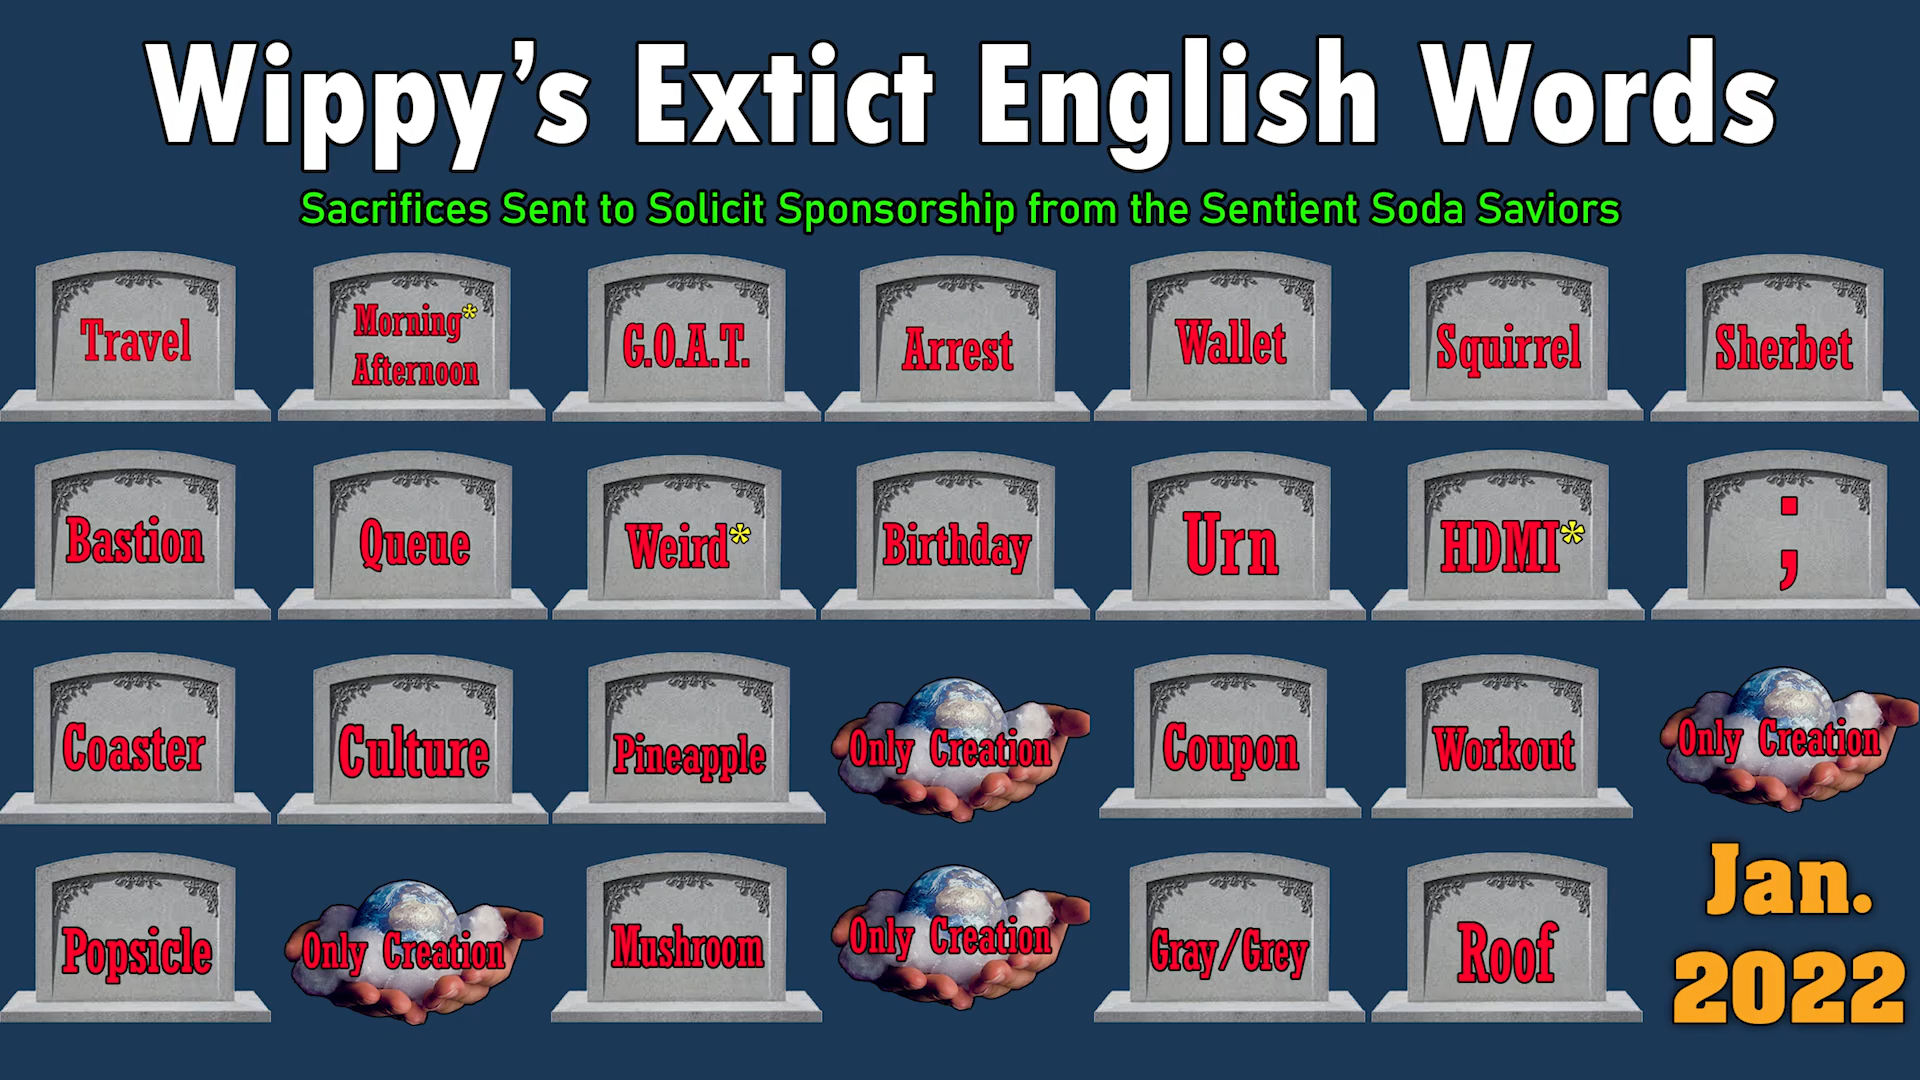 Wippy's Extict English Words
Sacrifices Sent to Solicit Sponsorship from the Sentient Soda Saviors
Travel
Morning*
Afternoon
G.O.A.T.
Arrest
Wallet
Squirrel
Sherbet
Bastion
Queue
Weird*
Birthday
Urn
HDMI*
;
Coaster
Culture
Pineapple
Only Creation
Coupon
Workout
Only Creation
Popsicle
Only Creation
Mushroom
Only Creation
Gray/Grey
Roof
Jan.
2022